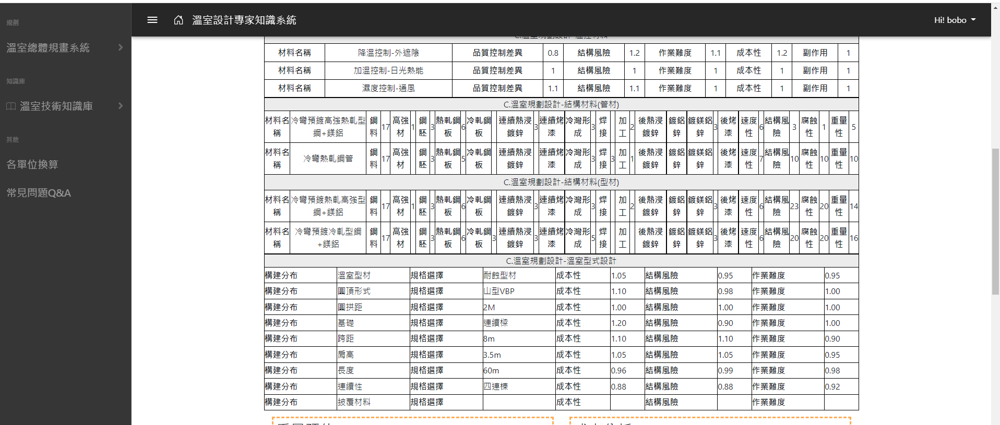 規劃
溫室總體規畫系統
知識庫
溫室技術知識庫
其他
各單位換算
常見問題Q&A
溫室設計專家知識系統
Hi! bobo
C.溫室規劃設計-溫控材料
材料名稱 降溫控制-外遮陰 品質控制差異 0.8 結構風險 1.2 作業難度 1.1 成本性 1.2 副作用 1
材料名稱 加溫控制-日光熱能 品質控制差異 1 結構風險 1 作業難度 1 成本性 1 副作用 1
材料名稱 濕度控制-通風 品質控制差異 1.1 結構風險 1.1 作業難度 1 成本性 1 副作用 1
C.溫室規劃設計-結構材料(管材)
材料名稱 冷彎預鍍高強熱軋型鋼+鎂鋁 鋼料 17 高強材 1 鋼胚 3 熱軋鋼板 6 冷軋鋼板 連續熱浸鍍鋅 3 連續烤漆 冷灣形成 3 焊接 加工 2 後熱浸鍍鋅 鍍鋁鋅 鍍鎂鋁鋅 3 後烤漆 速度性 6 結構風險 3 腐蝕性 1 重量性 5
材料名稱 冷彎熱軋鋼管 鋼料 17 高強材 鋼胚 3 熱軋鋼板 5 冷軋鋼板 連續熱浸鍍鋅 連續烤漆 冷灣形成 3 焊接 3 加工 1 後熱浸鍍鋅 鍍鋁鋅 鍍鎂鋁鋅 後烤漆 速度性 7 結構風險 10 腐蝕性 10 重量性 10
C.溫室規劃設計-結構材料(型材)
材料名稱 冷彎預鍍熱軋高強型鋼+鎂鋁 鋼料 17 高強材 1 鋼胚 3 熱軋鋼板 6 冷軋鋼板 連續熱浸鍍鋅 3 連續烤漆 冷灣形成 3 焊接 加工 2 後熱浸鍍鋅 鍍鋁鋅 鍍鎂鋁鋅 3 後烤漆 速度性 6 結構風險 23 腐蝕性 20 重量性 14
材料名稱 冷彎預鍍冷軋型鋼+鎂鋁 鋼料 17 高強材 鋼胚 3 熱軋鋼板 6 冷軋鋼板 3 連續熱浸鍍鋅 3 連續烤漆 冷灣形成 5 焊接 加工 後熱浸鍍鋅 鍍鋁鋅 鍍鎂鋁鋅 3 後烤漆 速度性 6 結構風險 20 腐蝕性 20 重量性 16
C.溫室規劃設計-溫室型式設計
構建分布 溫室型材 規格選擇 耐蝕型材 成本性 1.05 結構風險 0.95 作業難度 0.95
構建分布 圓頂形式 規格選擇 山型VBP 成本性 1.10 結構風險 0.98 作業難度 1.00
構建分布 圓拱距 規格選擇 2M 成本性 1.00 結構風險 1.00 作業難度 1.00
構建分布 基礎 規格選擇 連續樑 成本性 1.20 結構風險 0.90 作業難度 1.00
構建分布 跨距 規格選擇 8m 成本性 1.10 結構風險 1.10 作業難度 0.90
構建分布 肩高 規格選擇 3.5m 成本性 1.05 結構風險 1.05 作業難度 0.95
構建分布 長度 規格選擇 60m 成本性 0.96 結構風險 0.99 作業難度 0.98
構建分布 連續性 規格選擇 四連棟 成本性 0.88 結構風險 0.88 作業難度 0.92
構建分布 披覆材料 規格選擇 成本性 結構風險 作業難度